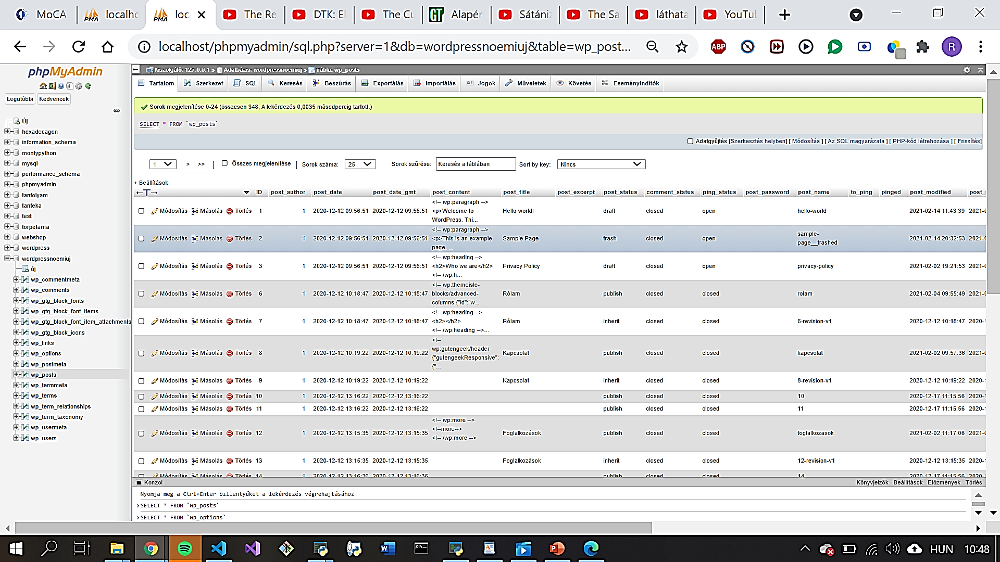 MoCA
localho
loc
The Re
DTK: El
The Cu
Alapér
Sátániz
The Sa
láthata
YouTu
localhost/phpmyadmin/sql.php?server=1&db=wordpressnoemiuj&table=wp_post...
ABP
R
phpMyAdmin
Legutóbbi Kedvencek
Új
hexadecagon
information_schema
montypython
mysql
performance_schema
phpmyadmin
tanfolyam
tanteka
test
torpetarna
webshop
wordpress
wordpressnoemiuj
új
wp_commentmeta
wp_comments
wp_gtg_block_fonts
wp_gtg_block_font_items
wp_gtg_block_font_item_attachments
wp_gtg_block_icons
wp_links
wp_options
wp_postmeta
wp_posts
wp_termmeta
wp_terms
wp_term_relationships
wp_term_taxonomy
wp_usermeta
wp_users
Kiszolgáló: 127.0.0.1 » Adatbázis: wordpressnoemiuj » Tábla: wp_posts
Tartalom Szerkezet SQL Keresés Beszúrás Exportálás Importálás Jogok Műveletek Követés Eseményindítók
Sorok megjelenítése 0-24 (összesen 348, A lekérdezés 0,0035 másodpercig tartott.)
SELECT * FROM `wp_posts`
Adatgyűjtés [Szerkesztés helyben] [ Módosítás ] [ Az SQL magyarázata ] [ PHP-kód létrehozása ] [ Frissítés]
1 > >> | Összes megjelenítése | Sorok száma: 25 Sorok szűrése: Keresés a táblában Sort by key: Nincs
+ Beállítások
←T→ ID post_author post_date post_date_gmt post_content post_title post_excerpt post_status comment_status ping_status post_password post_name to_ping pinged post_modified
Módosítás Másolás Törlés 1 1 2020-12-12 09:56:51 2020-12-12 09:56:51 <!-- wp:paragraph --> <p>Welcome to WordPress. Thi... Hello world! draft closed open hello-world 2021-02-14 11:43:39 2021-0
Módosítás Másolás Törlés 2 1 2020-12-12 09:56:51 2020-12-12 09:56:51 <!-- wp:paragraph --> <p>This is an example page. ... Sample Page trash closed open sample-page__trashed 2021-02-14 20:32:53 2021-0
Módosítás Másolás Törlés 3 1 2020-12-12 09:56:51 2020-12-12 09:56:51 <!-- wp:heading --> <h2>Who we are</h2> <!-- /wp:h... Privacy Policy draft closed open privacy-policy 2021-02-02 19:21:53 2021-0
Módosítás Másolás Törlés 6 1 2020-12-12 10:18:47 2020-12-12 10:18:47 <!-- wp:themeisle-blocks/advanced-columns {"id":"w... Rólam publish closed closed rolam 2021-02-04 09:55:49 2021-0
Módosítás Másolás Törlés 7 1 2020-12-12 10:18:47 2020-12-12 10:18:47 <!-- wp:heading --> <h2></h2> <!-- /wp:heading -->... Rólam inherit closed closed 6-revision-v1 2020-12-12 10:18:47 2020-1
Módosítás Másolás Törlés 8 1 2020-12-12 10:19:22 2020-12-12 10:19:22 <!-- wp:gutengeek/header {"gutengeekResponsive":{"... Kapcsolat publish closed closed kapcsolat 2021-02-02 09:57:36 2021-0
Módosítás Másolás Törlés 9 1 2020-12-12 10:19:22 2020-12-12 10:19:22 Kapcsolat inherit closed closed 8-revision-v1 2020-12-12 10:19:22 2020-1
Módosítás Másolás Törlés 10 1 2020-12-12 13:16:22 2020-12-12 13:16:22 publish closed closed 10 2020-12-17 11:15:56 2020-1
Módosítás Másolás Törlés 11 1 2020-12-12 13:16:22 2020-12-12 13:16:22 publish closed closed 11 2020-12-17 11:15:56 2020-1
Módosítás Másolás Törlés 12 1 2020-12-12 13:15:35 2020-12-12 13:15:35 <!-- wp:more --> <!--more--> <!-- /wp:more --> Foglalkozások publish closed closed foglalkozasok 2021-02-02 11:17:06 2021-0
Módosítás Másolás Törlés 13 1 2020-12-12 13:15:35 2020-12-12 13:15:35 Foglalkozások inherit closed closed 12-revision-v1 2020-12-12 13:15:35 2020-1
Módosítás Másolás Törlés 14 1 2020-12-12 13:16:36 2020-12-12 13:16:36 publish closed closed 14 2020-12-17 11:15:56 2020-1
Konzol Könyvjelzők Beállítások Előzmények Törlés
Nyomja meg a Ctrl+Enter billentyűket a lekérdezés végrehajtásához
>SELECT * FROM `wp_posts`
>SELECT * FROM `wp_options`
HUN 10:48